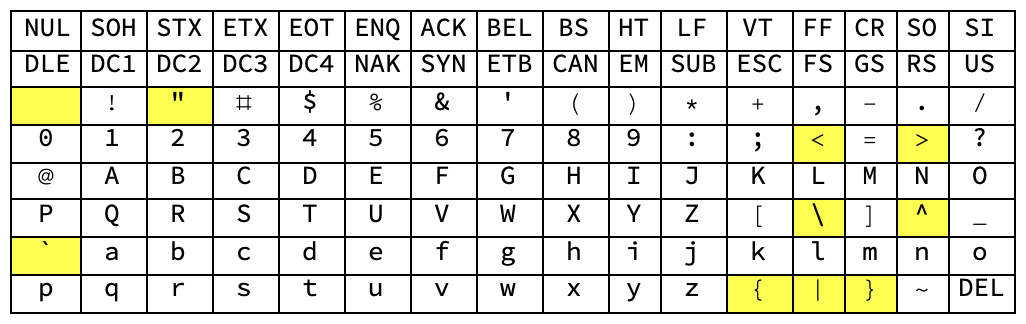 NUL SOH STX ETX EOT ENQ ACK BEL BS HT LF VT FF CR SO SI
DLE DC1 DC2 DC3 DC4 NAK SYN ETB CAN EM SUB ESC FS GS RS US
! " # $ % & ' ( ) * + , - . /
0 1 2 3 4 5 6 7 8 9 : ; < = > ?
@ A B C D E F G H I J K L M N O
P Q R S T U V W X Y Z [ \ ] ^ _
` a b c d e f g h i j k l m n o
p q r s t u v w x y z { | } ~ DEL